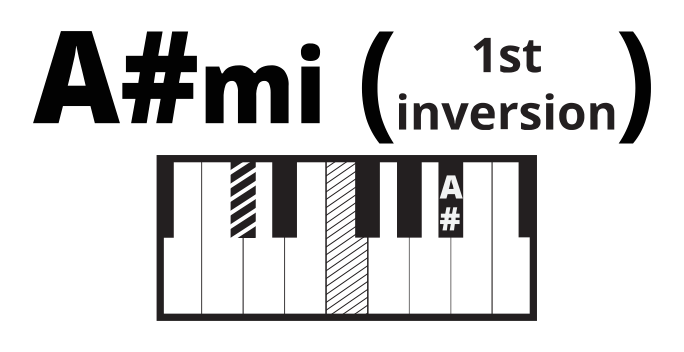 A#mi (1st
inversion)
A
#